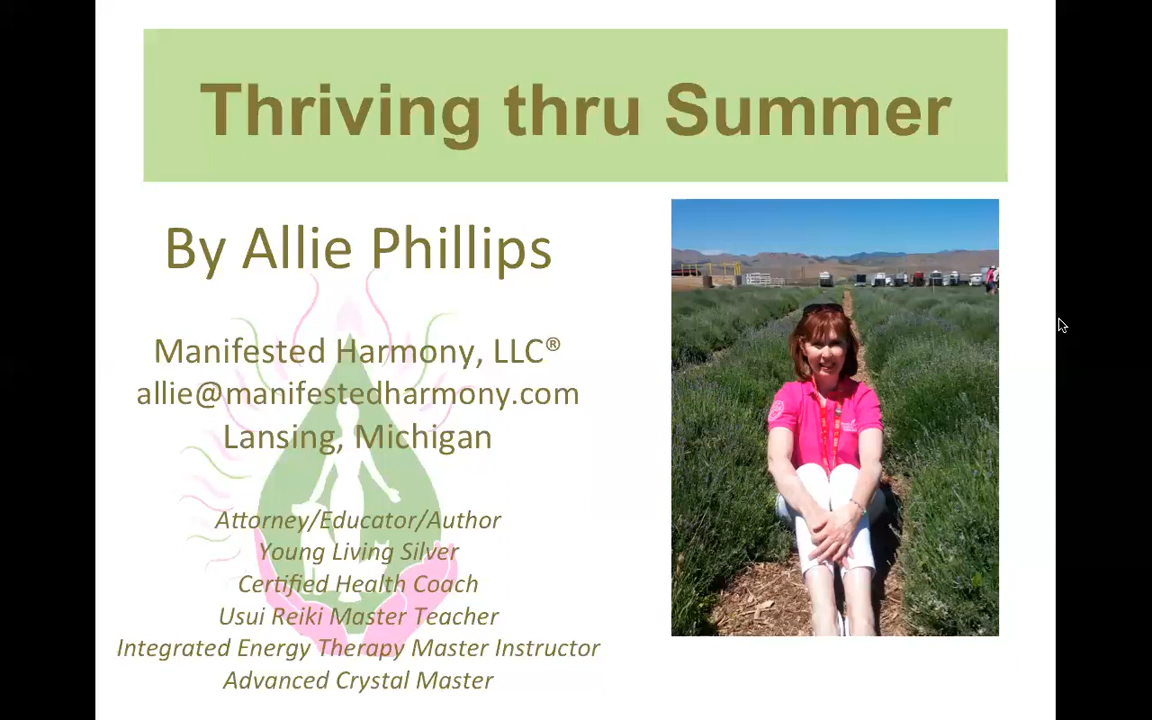 Thriving thru Summer
By Allie Phillips
Manifested Harmony, LLC®
allie@manifestedharmony.com
Lansing, Michigan
Attorney/Educator/Author
Young Living Silver
Certified Health Coach
Usui Reiki Master Teacher
Integrated Energy Therapy Master Instructor
Advanced Crystal Master